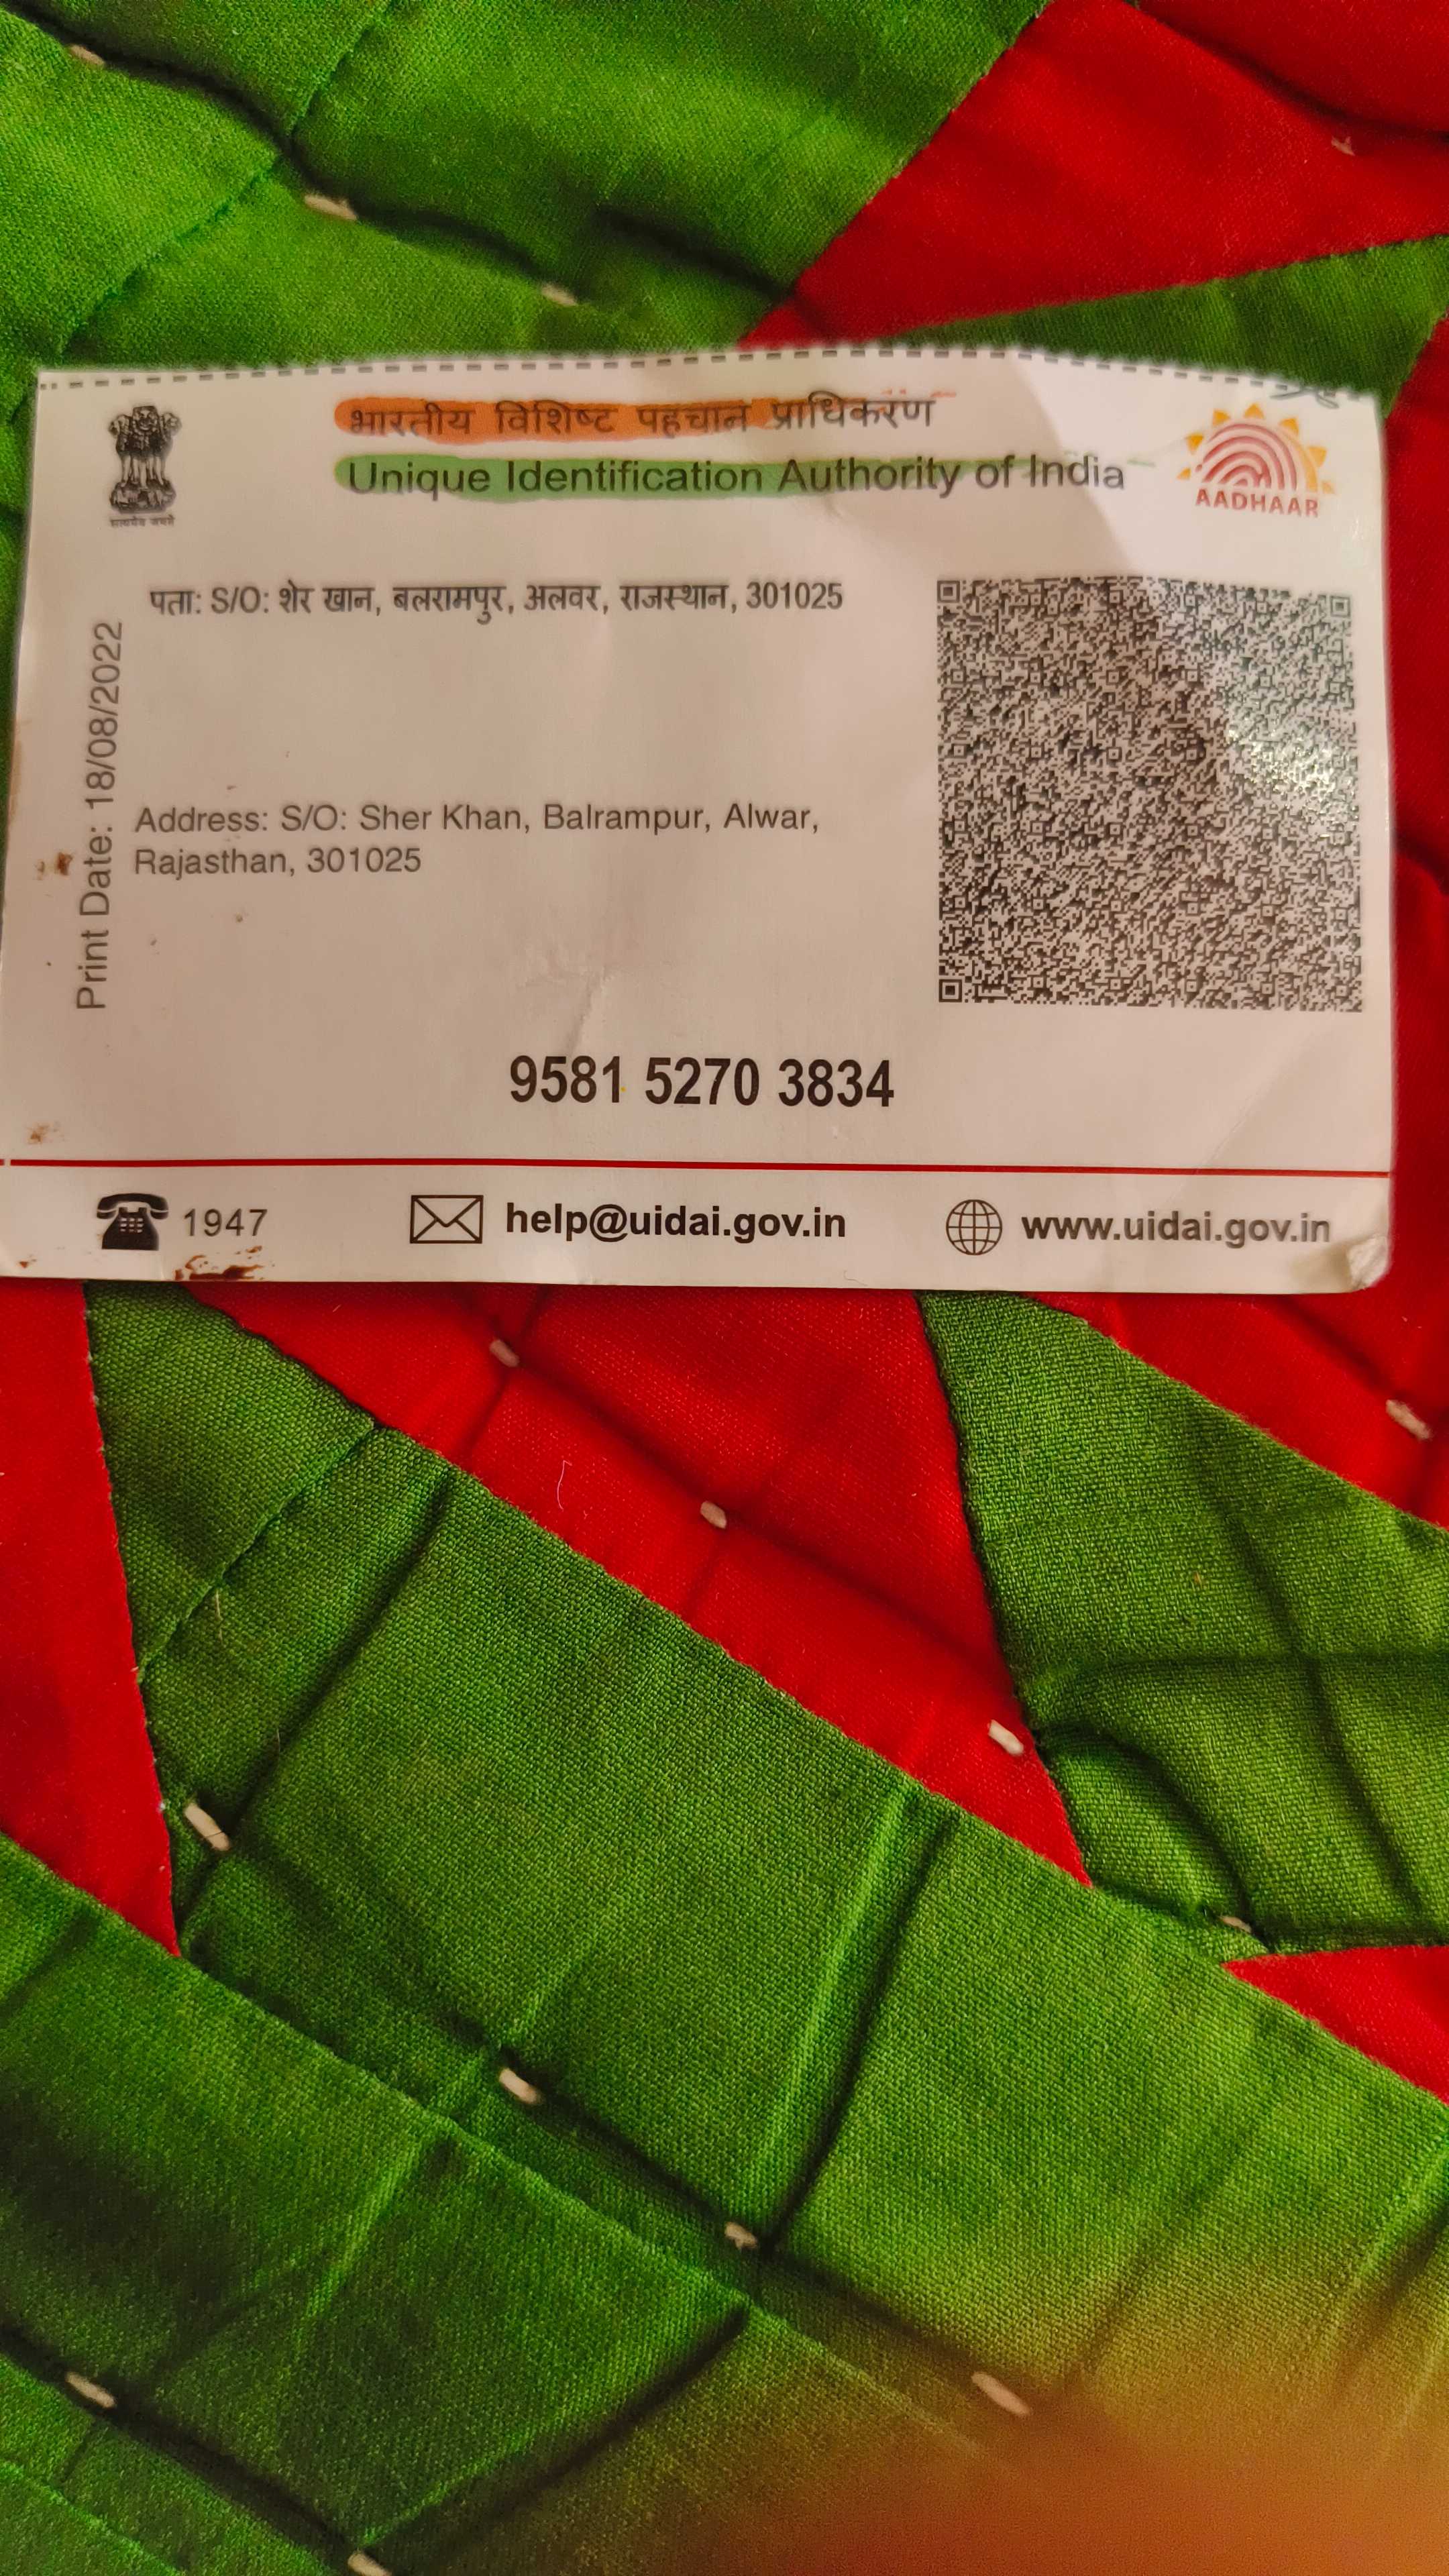 भारतीय विशिष्ट पहचान प्राधिकरण
Unique Identification Authority of India
AADHAAR
सत्यमेव जयते
पता: S/O: शेर खान, बलरामपुर, अलवर, राजस्थान, 301025
Print Date: 18/08/2022
Address: S/O: Sher Khan, Balrampur, Alwar,
Rajasthan, 301025
9581 5270 3834
1947
help@uidai.gov.in
www.uidai.gov.in